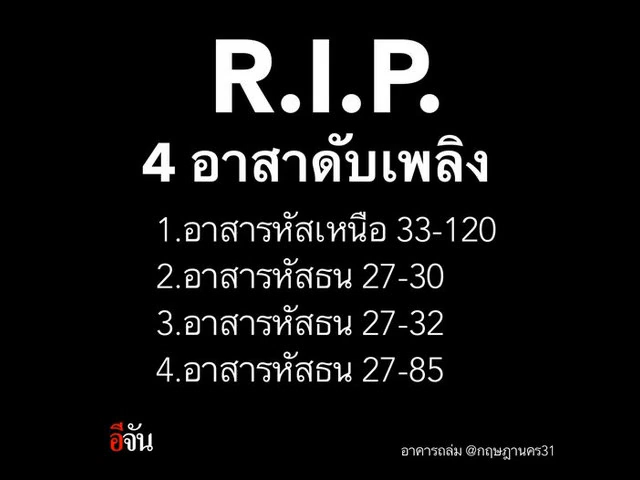 R.I.P.
4 อาสาดับเพลิง
1.อาสารหัสเหนือ 33-120
2.อาสารหัสธน 27-30
3.อาสารหัสธน 27-32
4.อาสารหัสธน 27-85
อีจัน
อาคารถล่ม @กฤษฎานคร31